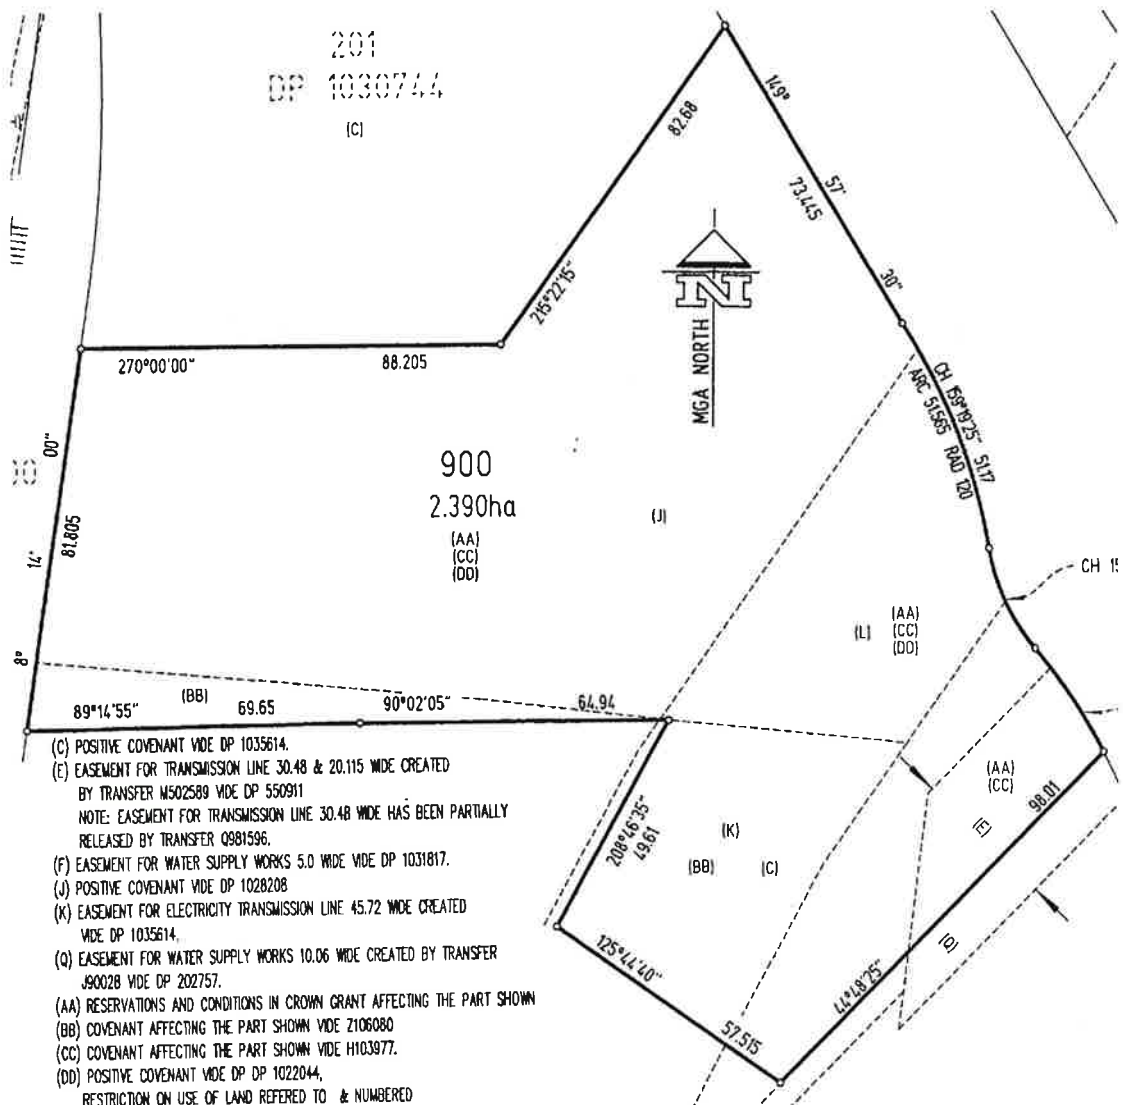 201
DP 1030744
(C)
149°
57'
30"
73.445
82.68
215°22'15"
N
MGA NORTH
270°00'00"
88.205
CH 159°19'25" 51.17
ARC 51.565 RAD 120
00"
14'
8°
81.805
900
2.390ha
(AA)
(CC)
(DD)
(J)
CH 15
(L)
(AA)
(CC)
(DD)
(BB)
89°14'55"
69.65
90°02'05"
64.94
(AA)
(CC)
98.01
(E)
208°46'35"
49.61
(K)
(BB)
(C)
(Q)
125°44'40"
57.515
44°48'25"
(C) POSITIVE COVENANT VIDE DP 1035614.
(E) EASEMENT FOR TRANSMISSION LINE 30.48 & 20.115 WIDE CREATED
BY TRANSFER M502589 VIDE DP 550911
NOTE: EASEMENT FOR TRANSMISSION LINE 30.48 WIDE HAS BEEN PARTIALLY
RELEASED BY TRANSFER Q981596.
(F) EASEMENT FOR WATER SUPPLY WORKS 5.0 WIDE VIDE DP 1031817.
(J) POSITIVE COVENANT VIDE DP 1028208
(K) EASEMENT FOR ELECTRICITY TRANSMISSION LINE 45.72 WIDE CREATED
VIDE DP 1035614.
(Q) EASEMENT FOR WATER SUPPLY WORKS 10.06 WIDE CREATED BY TRANSFER
J90028 VIDE DP 202757.
(AA) RESERVATIONS AND CONDITIONS IN CROWN GRANT AFFECTING THE PART SHOWN
(BB) COVENANT AFFECTING THE PART SHOWN VIDE Z106080
(CC) COVENANT AFFECTING THE PART SHOWN VIDE H103977.
(DD) POSITIVE COVENANT VIDE DP DP 1022044,
RESTRICTION ON USE OF LAND REFERED TO & NUMBERED